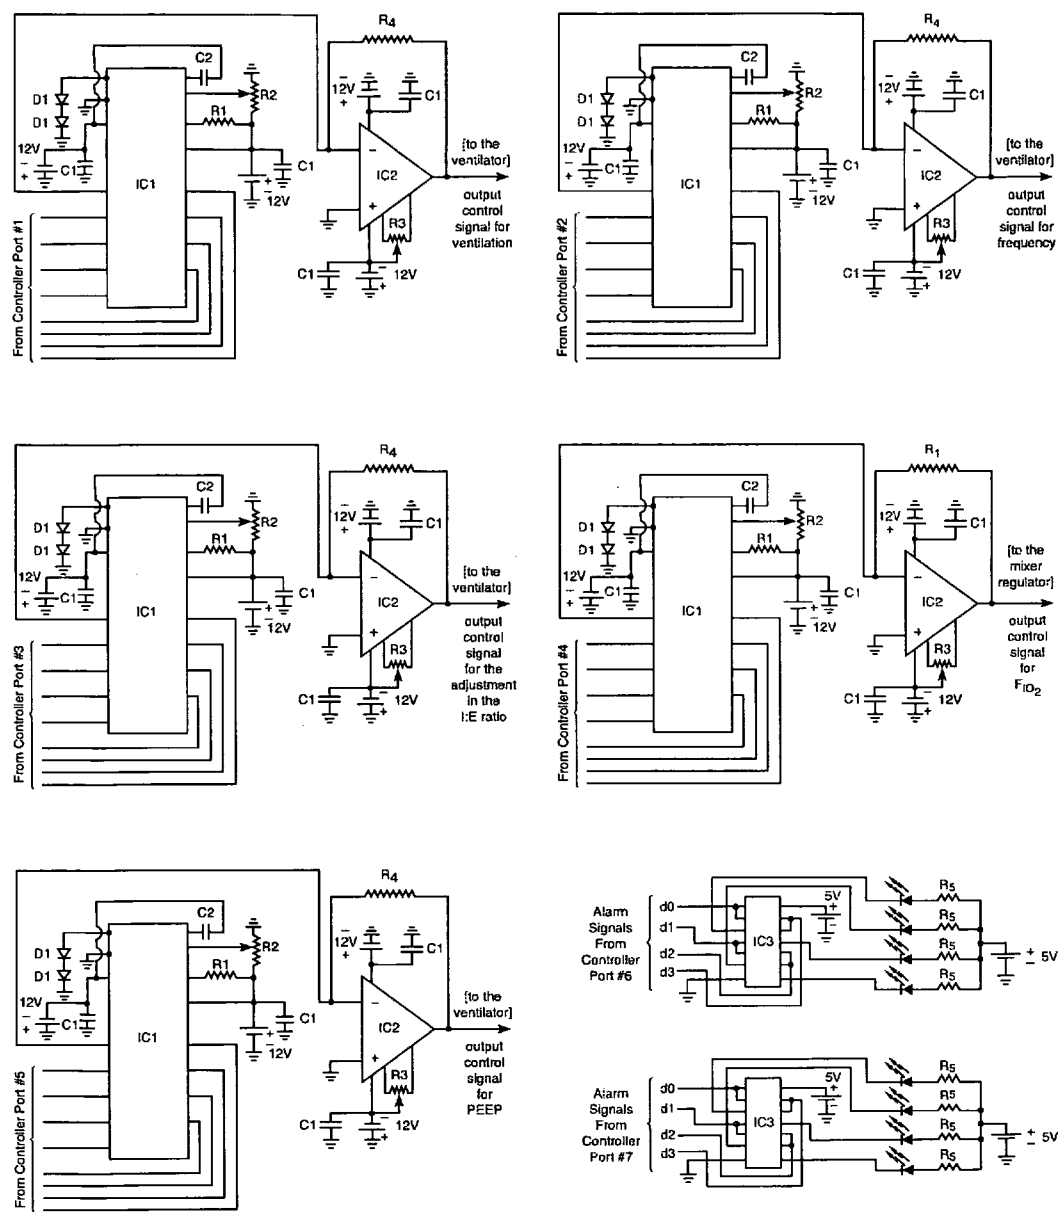 R4
C2
12V
C1
D1
R2
D1
R1
[to the
ventilator]
12V
C1
C1
IC1
12V
IC2
output
control
signal for
ventilation
R3
C1
12V
From Controller Port #1
R4
C2
12V
C1
D1
R2
D1
R1
[to the
ventilator]
12V
C1
C1
IC1
12V
IC2
output
control
signal for
frequency
R3
C1
12V
From Controller Port #2
R4
C2
12V
C1
D1
R2
D1
R1
[to the
ventilator]
12V
C1
C1
IC1
12V
IC2
output
control
signal
for the
adjustment
in the
I:E ratio
R3
C1
12V
From Controller Port #3
R1
C2
12V
C1
D1
R2
D1
R1
[to the
mixer
regulator]
12V
C1
C1
IC1
12V
IC2
output
control
signal
for
FIO2
R3
C1
12V
From Controller Port #4
R4
C2
12V
C1
D1
R2
D1
R1
[to the
ventilator]
12V
C1
C1
IC1
12V
IC2
output
control
signal
for
PEEP
R3
C1
12V
From Controller Port #5
Alarm
Signals
From
Controller
Port #6
d0
d1
d2
d3
IC3
5V
R5
R5
R5
R5
5V
Alarm
Signals
From
Controller
Port #7
d0
d1
d2
d3
IC3
5V
R5
R5
R5
R5
5V